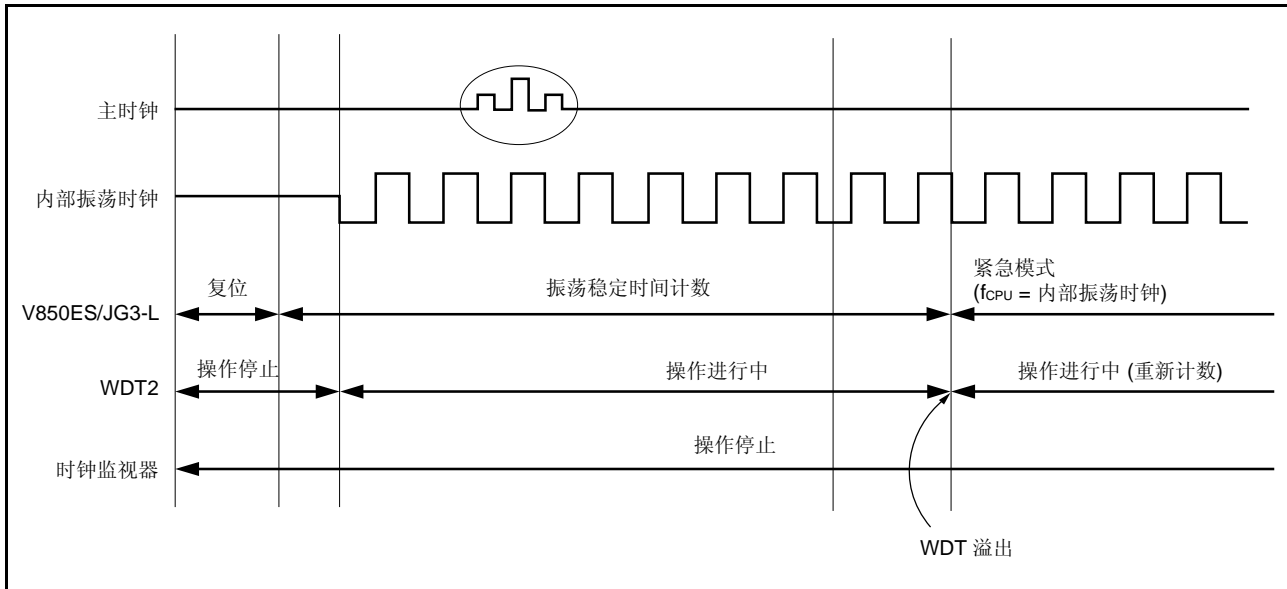 主时钟
内部振荡时钟
V850ES/JG3-L
复位
振荡稳定时间计数
紧急模式
(fCPU = 内部振荡时钟)
WDT2
操作停止
操作进行中
操作进行中 (重新计数)
时钟监视器
操作停止
WDT 溢出